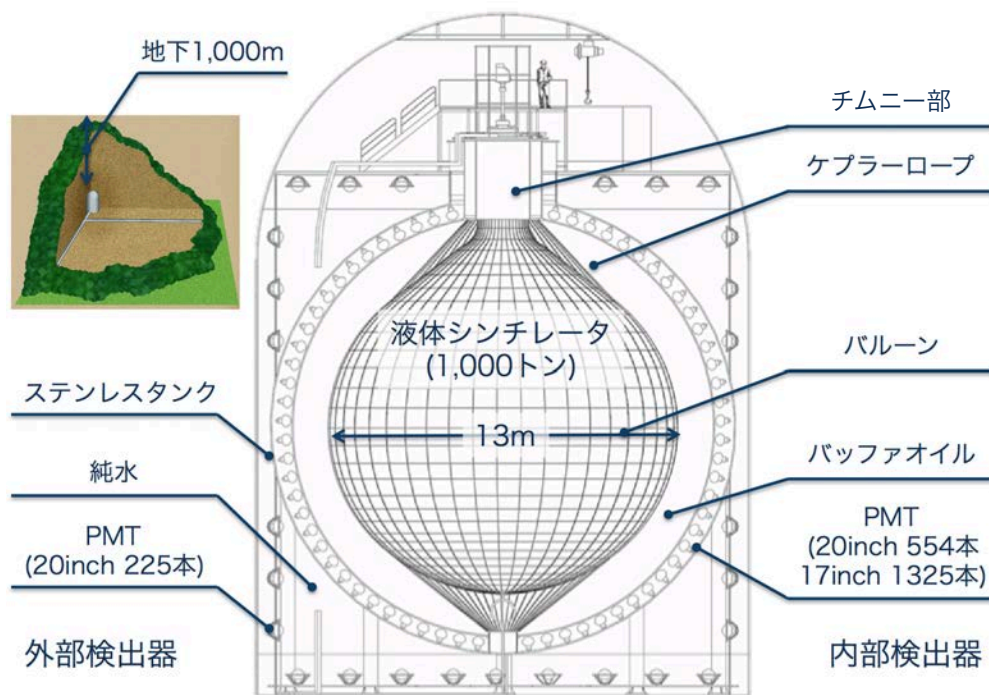 地下1,000m
チムニー部
ケプラーロープ
液体シンチレータ
(1,000トン)
バルーン
ステンレスタンク
13m
純水
バッファオイル
PMT
(20inch 225本)
PMT
(20inch 554本
17inch 1325本)
外部検出器
内部検出器